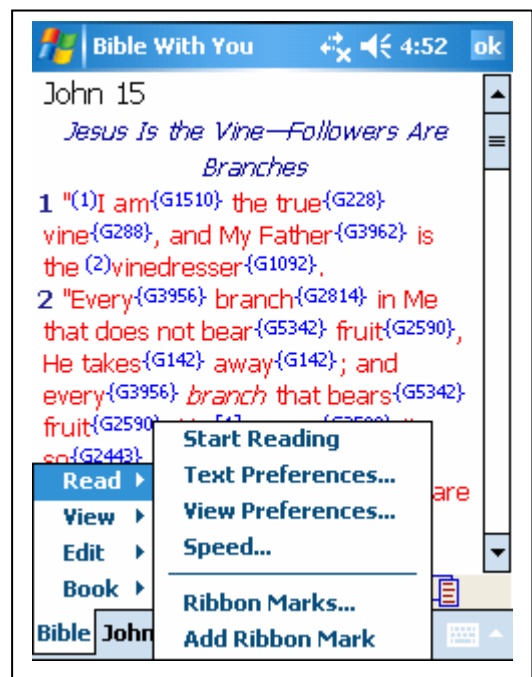 Bible With You 4:52 ok
John 15
Jesus Is the Vine—Followers Are
Branches
1 "(1)I am{G1510} the true{G228}
vine{G288}, and My Father{G3962} is
the (2)vinedresser{G1092}.
2 "Every{G3956} branch{G2814} in Me
that does not bear{G5342} fruit{G2590},
He takes{G142} away{G142}; and
every{G3956} branch that bears{G5342}
fruit{G2590}
so{G2443}
are
Read
View
Edit
Book
Start Reading
Text Preferences...
View Preferences...
Speed...
Ribbon Marks...
Add Ribbon Mark
Bible John